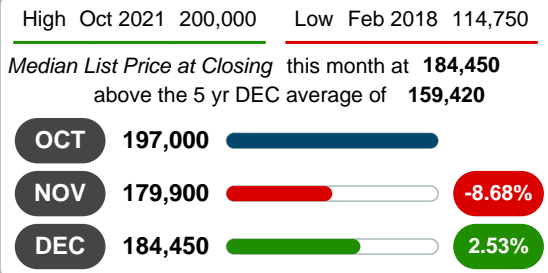 High Oct 2021 200,000 Low Feb 2018 114,750
Median List Price at Closing this month at 184,450
above the 5 yr DEC average of 159,420
OCT 197,000
NOV 179,900 -8.68%
DEC 184,450 2.53%